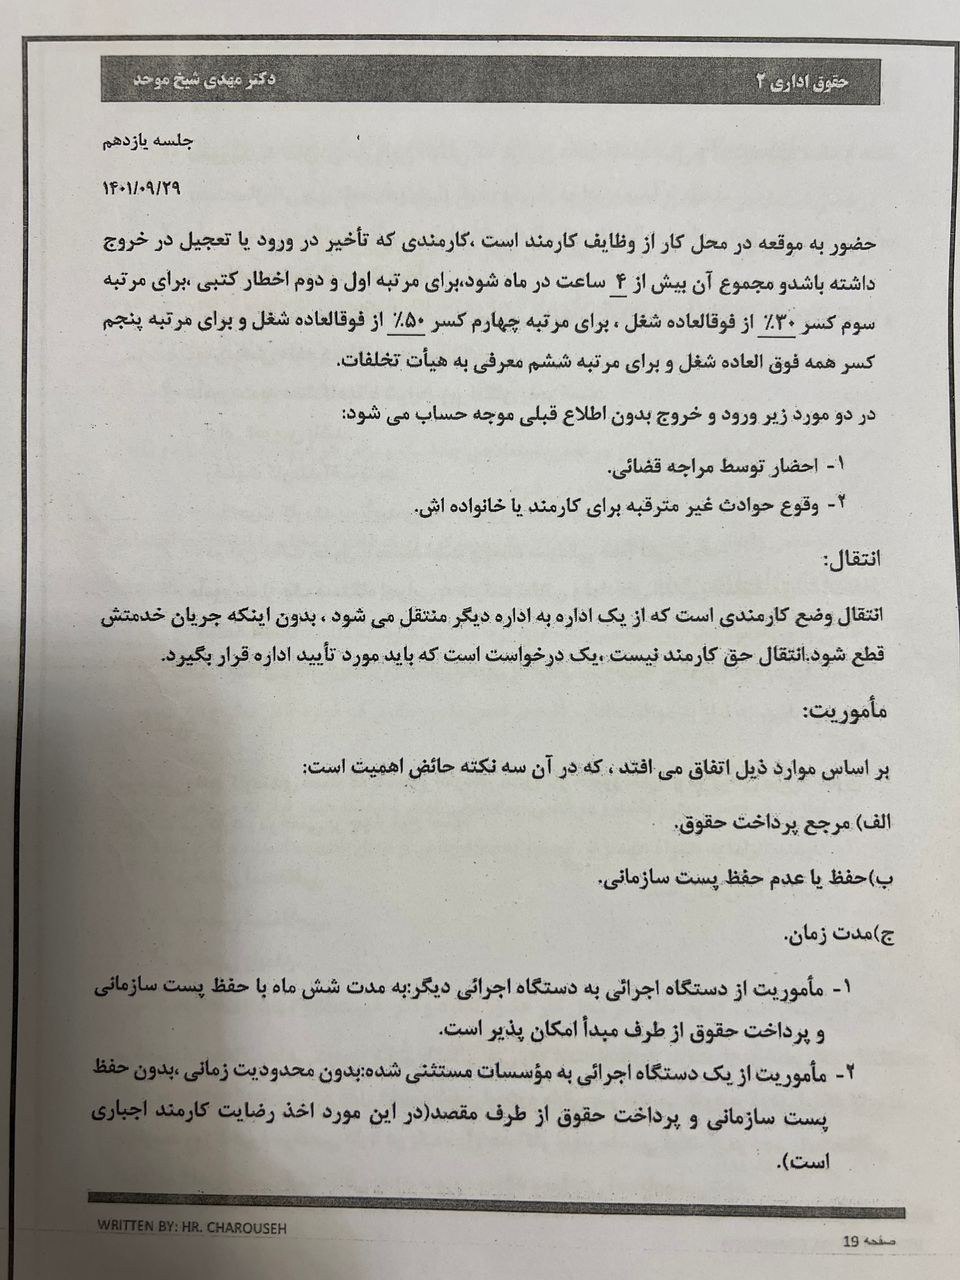 حقوق اداری ۲
دکتر مهدی شیخ موحد
جلسه یازدهم
۱۴۰۱/۰۹/۲۹
حضور به موقعه در محل کار از وظایف کارمند است ،کارمندی که تأخیر در ورود یا تعجیل در خروج
داشته باشدو مجموع آن بیش از ۴ ساعت در ماه شود،برای مرتبه اول و دوم اخطار کتبی ،برای مرتبه
سوم کسر ۳۰٪ از فوقالعاده شغل ، برای مرتبه چهارم کسر ۵۰٪ از فوقالعاده شغل و برای مرتبه پنجم
کسر همه فوق العاده شغل و برای مرتبه ششم معرفی به هیأت تخلفات.
در دو مورد زیر ورود و خروج بدون اطلاع قبلی موجه حساب می شود:
۱- احضار توسط مراجه قضائی.
۲- وقوع حوادث غیر مترقبه برای کارمند یا خانواده اش.
انتقال:
انتقال وضع کارمندی است که از یک اداره به اداره دیگر منتقل می شود ، بدون اینکه جریان خدمتش
قطع شود.انتقال حق کارمند نیست ،یک درخواست است که باید مورد تأیید اداره قرار بگیرد.
مأموریت:
بر اساس موارد ذیل اتفاق می افتد ، که در آن سه نکته حائض اهمیت است:
الف) مرجع پرداخت حقوق.
ب)حفظ یا عدم حفظ پست سازمانی.
ج)مدت زمان.
۱- مأموریت از دستگاه اجرائی به دستگاه اجرائی دیگر:به مدت شش ماه با حفظ پست سازمانی
و پرداخت حقوق از طرف مبدأ امکان پذیر است.
۲- مأموریت از یک دستگاه اجرائی به مؤسسات مستثنی شده:بدون محدودیت زمانی ،بدون حفظ
پست سازمانی و پرداخت حقوق از طرف مقصد(در این مورد اخذ رضایت کارمند اجباری
است).
WRITTEN BY: HR. CHAROUSEH
صفحه 19